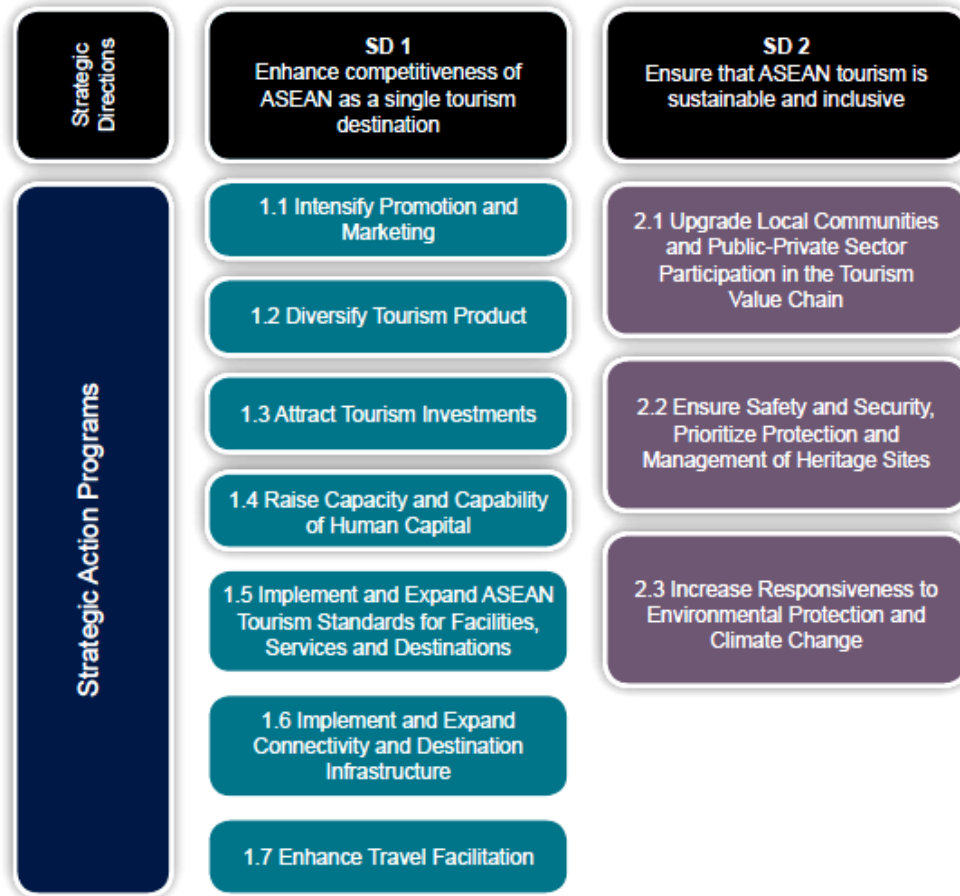 Strategic
Directions
SD 1
Enhance competitiveness of
ASEAN as a single tourism
destination
SD 2
Ensure that ASEAN tourism is
sustainable and inclusive
Strategic Action Programs
1.1 Intensify Promotion and
Marketing
1.2 Diversify Tourism Product
1.3 Attract Tourism Investments
1.4 Raise Capacity and Capability
of Human Capital
1.5 Implement and Expand ASEAN
Tourism Standards for Facilities,
Services and Destinations
1.6 Implement and Expand
Connectivity and Destination
Infrastructure
1.7 Enhance Travel Facilitation
2.1 Upgrade Local Communities
and Public-Private Sector
Participation in the Tourism
Value Chain
2.2 Ensure Safety and Security,
Prioritize Protection and
Management of Heritage Sites
2.3 Increase Responsiveness to
Environmental Protection and
Climate Change